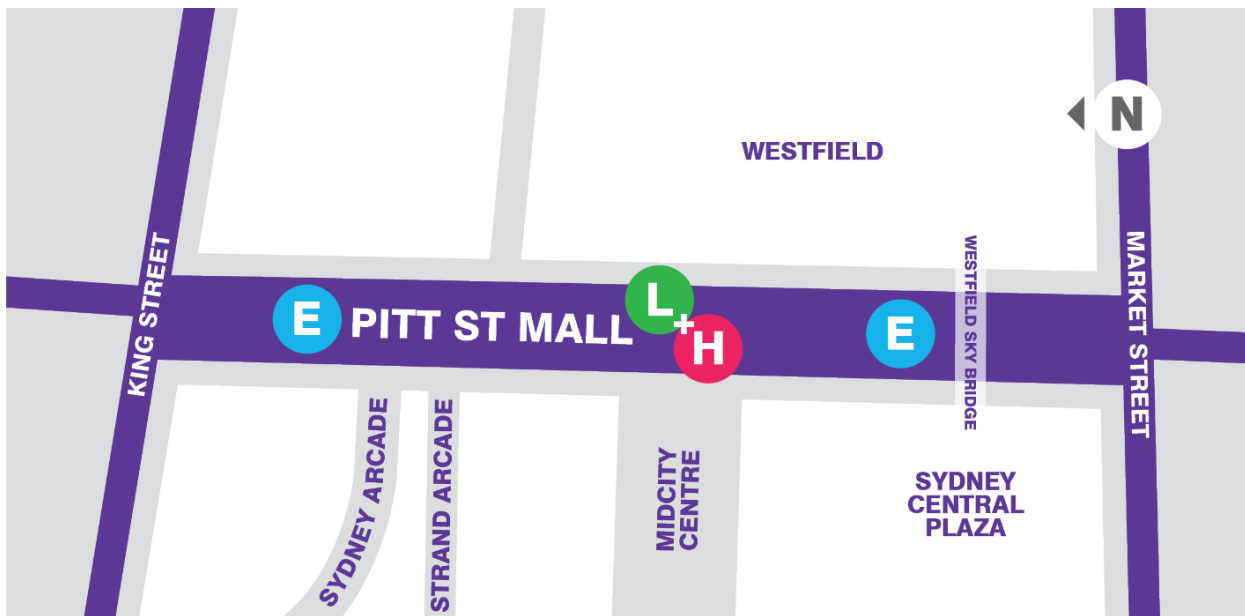 N
WESTFIELD
KING STREET
E
PITT ST MALL
L
+
H
E
WESTFIELD SKY BRIDGE
MARKET STREET
SYDNEY ARCADE
STRAND ARCADE
MIDCITY
CENTRE
SYDNEY
CENTRAL
PLAZA